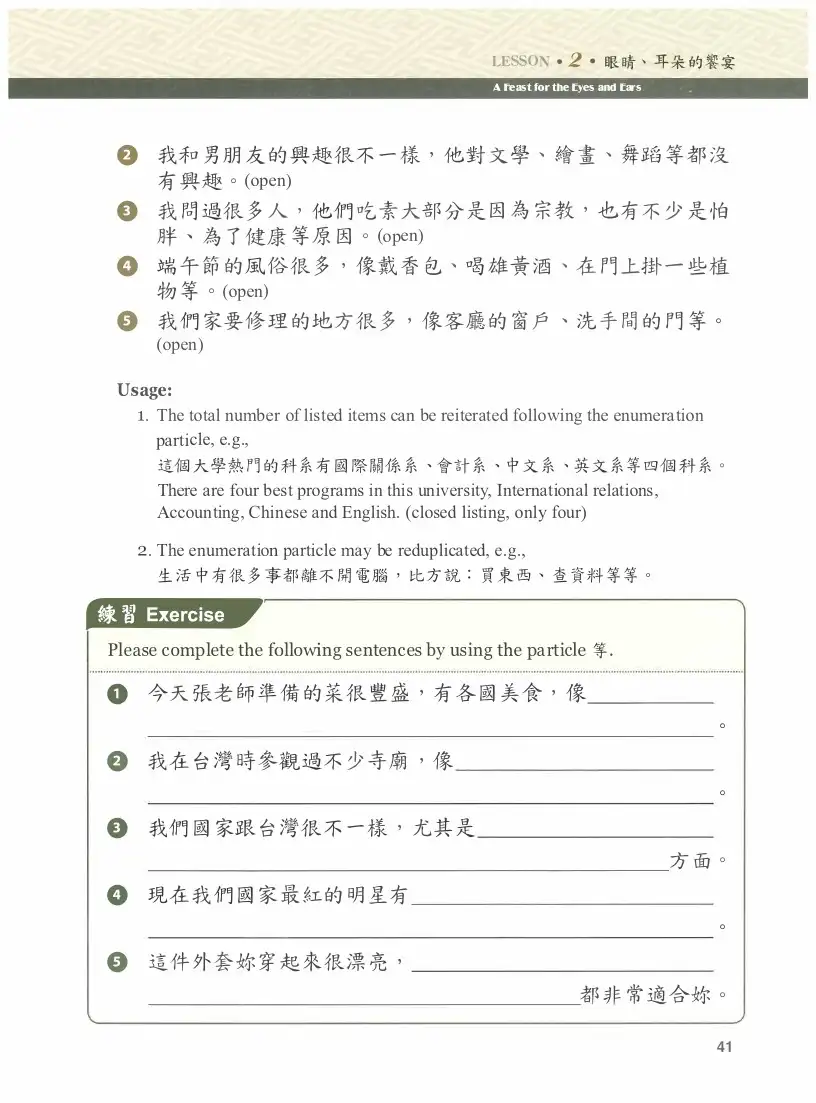 LESSON • 2 • 眼睛、耳朵的饗宴
A Feast for the Eyes and Ears
2 我和男朋友的興趣很不一樣，他對文學、繪畫、舞蹈等都沒
有興趣。(open)
3 我問過很多人，他們吃素大部分是因為宗教，也有不少是怕
胖、為了健康等原因。(open)
4 端午節的風俗很多，像戴香包、喝雄黃酒、在門上掛一些植
物等。(open)
5 我們家要修理的地方很多，像客廳的窗戶、洗手間的門等。
(open)
Usage:
1. The total number of listed items can be reiterated following the enumeration
particle, e.g.,
這個大學熱門的科系有國際關係系、會計系、中文系、英文系等四個科系。
There are four best programs in this university, International relations,
Accounting, Chinese and English. (closed listing, only four)
2. The enumeration particle may be reduplicated, e.g.,
生活中有很多事都離不開電腦，比方說：買東西、查資料等等。
練習 Exercise
Please complete the following sentences by using the particle 等.
1 今天張老師準備的菜很豐盛，有各國美食，像
。
2 我在台灣時參觀過不少寺廟，像
。
3 我們國家跟台灣很不一樣，尤其是
方面。
4 現在我們國家最紅的明星有
。
5 這件外套妳穿起來很漂亮，
都非常適合妳。
41